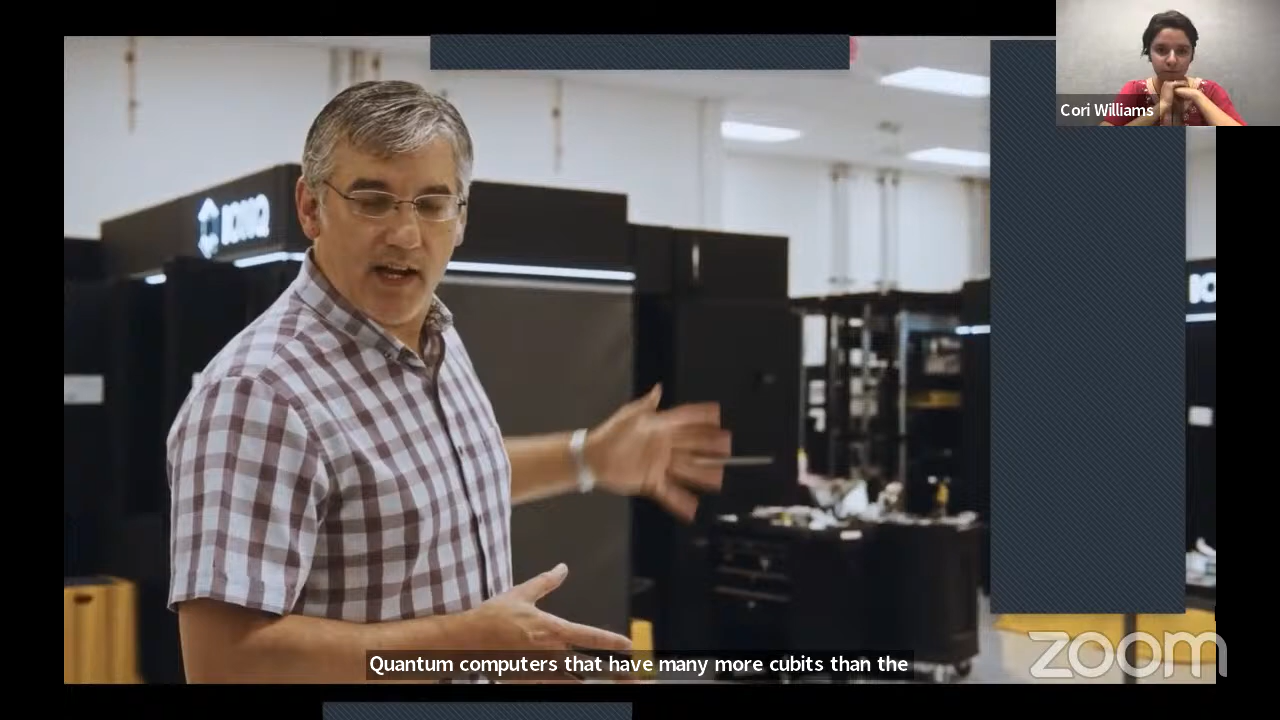 Cori Williams
IONQ
Quantum computers that have many more cubits than the
zoom